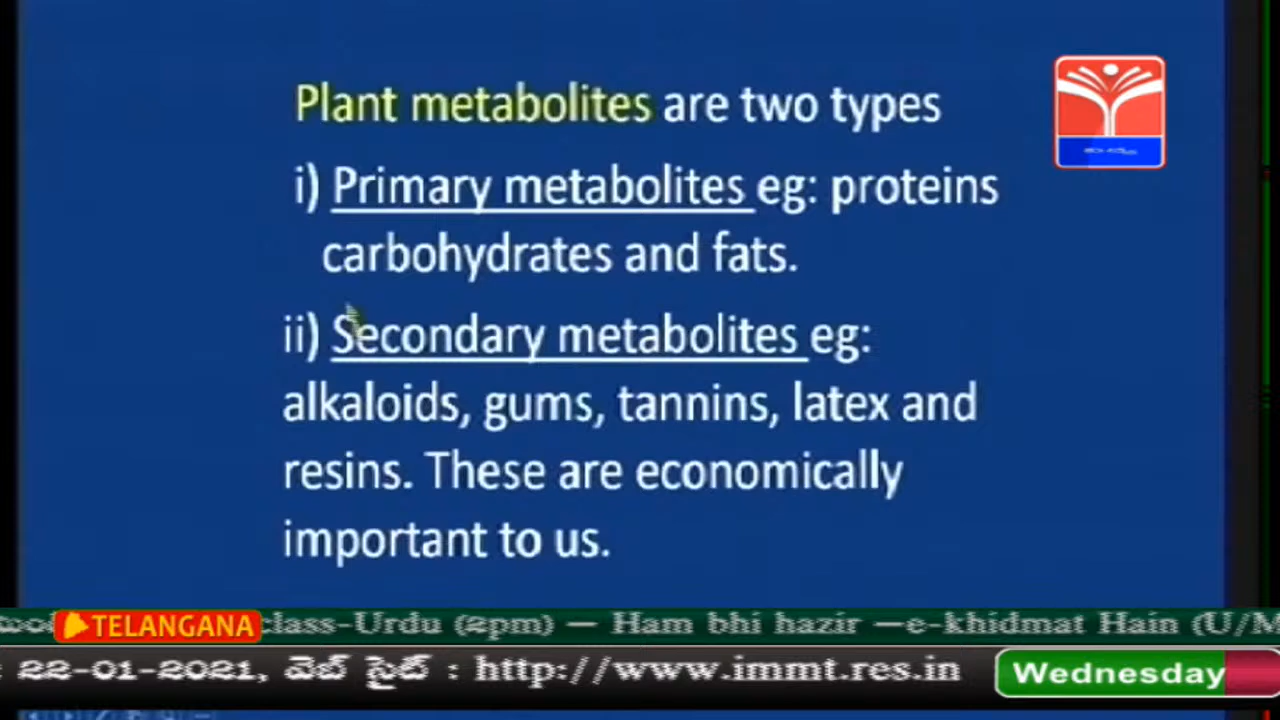 Plant metabolites are two types
i) Primary metabolites eg: proteins
carbohydrates and fats.
ii) Secondary metabolites eg:
alkaloids, gums, tannins, latex and
resins. These are economically
important to us.
TELANGANA class-Urdu (2pm) – Ham bhi hazir –e-khidmat Hain (U/M
: 22-01-2021, వెబ్ సైట్ : http://www.immt.res.in
Wednesday